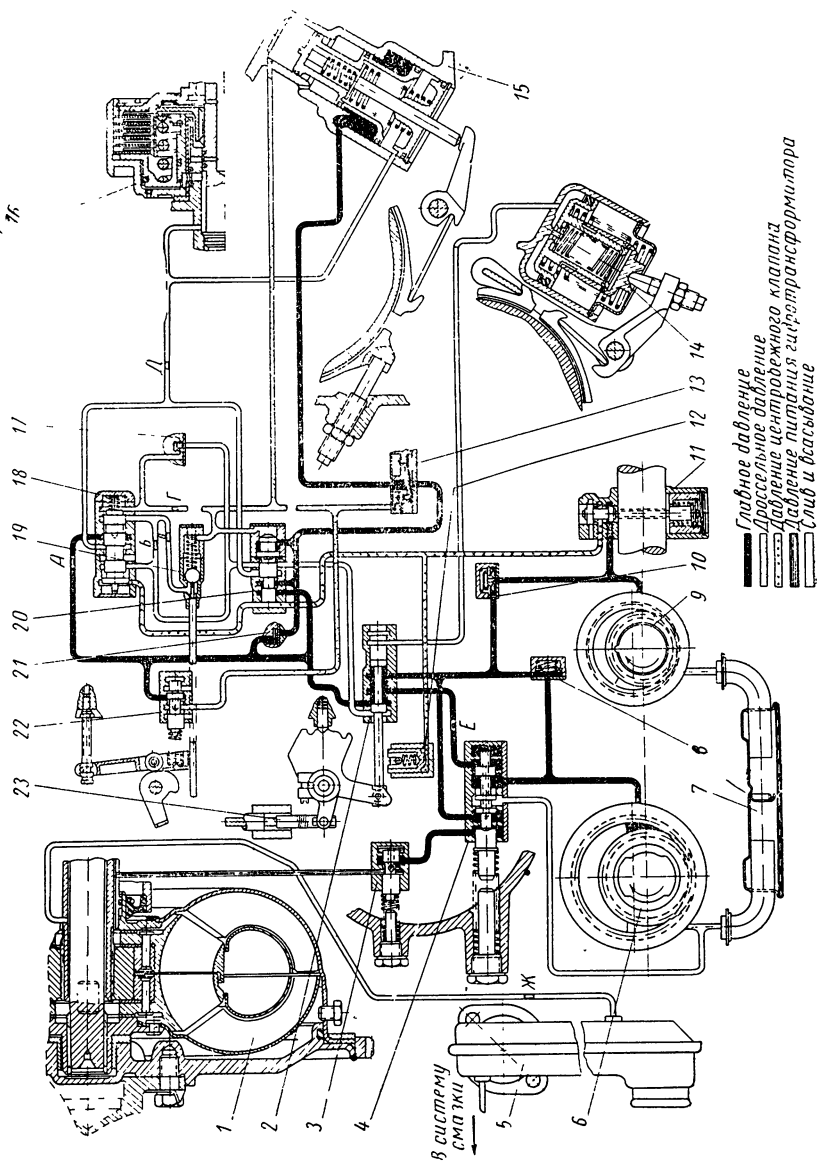 16
15
Д
17
18
19
А
Б
Г
20
21
22
23
14
13
12
11
10
9
в
7
Е
Ж
1
2
3
4
В систему
смазки
5
6
Главное давление
Дроссельное давление
Давление центробежного клапана
Давление питания гидротрансформатора
Слив и всасывание